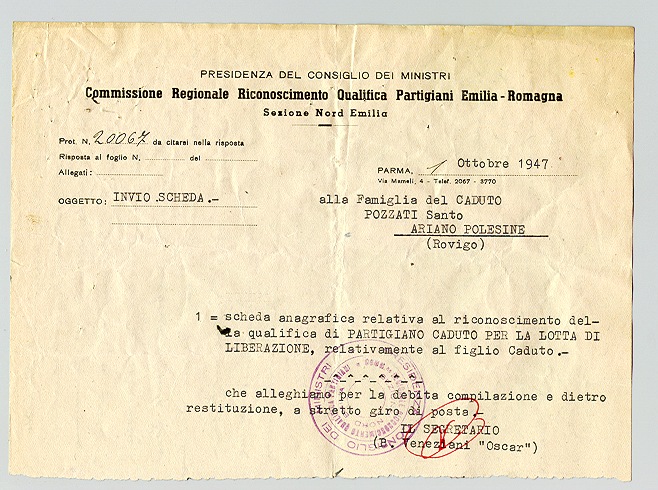 PRESIDENZA DEL CONSIGLIO DEI MINISTRI
Commissione Regionale Riconoscimento Qualifica Partigiani Emilia-Romagna
Sezione Nord Emilia
Prot. N. 20067 da citarsi nella risposta
Risposta al foglio N, del
Allegati:
PARMA. 1 Ottobre 1947
Via Mameli, 4 - Telef. 2067 - 3770
OGGETTO: INVIO SCHEDA.-
alla Famiglia del CADUTO
POZZATI Santo
ARIANO POLESINE
(Rovigo)
1 = scheda anagrafica relativa al riconoscimento del-
la qualifica di PARTIGIANO CADUTO PER LA LOTTA DI
LIBERAZIONE, relativamente al figlio Caduto.-
-^-^-^-^-^-
che alleghiamo per la debita compilazione e dietro
restituzione, a stretto giro di posta.
IL SEGRETARIO
(B. Veneziani "Oscar")